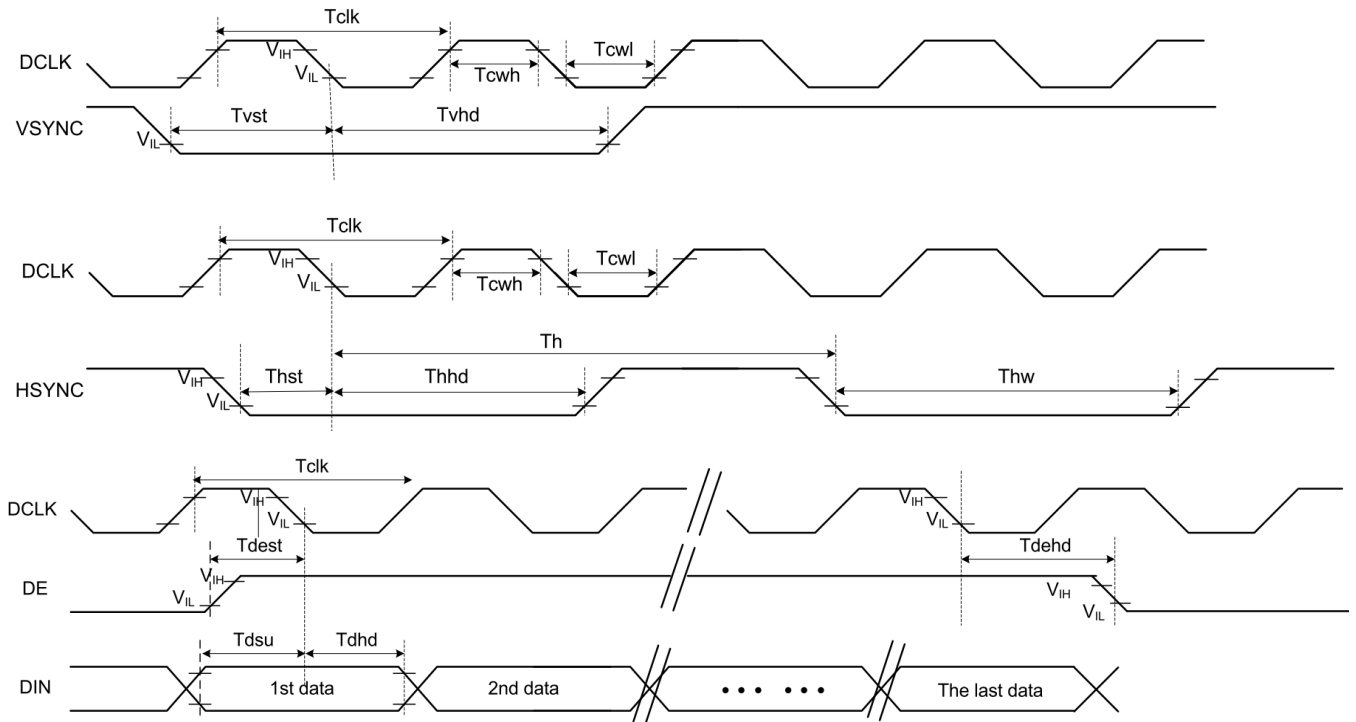 Tclk
DCLK VIH Tcwl
VIL Tcwh
VSYNC Tvst Tvhd
VIL
Tclk
DCLK VIH Tcwl
VIL Tcwh
Th
HSYNC VIH Thst Thhd Thw
VIL
Tclk
DCLK VIH VIH
VIL VIL
Tdest Tdehd
DE VIH VIH
VIL VIL
Tdsu Tdhd
DIN 1st data 2nd data ••• ••• The last data